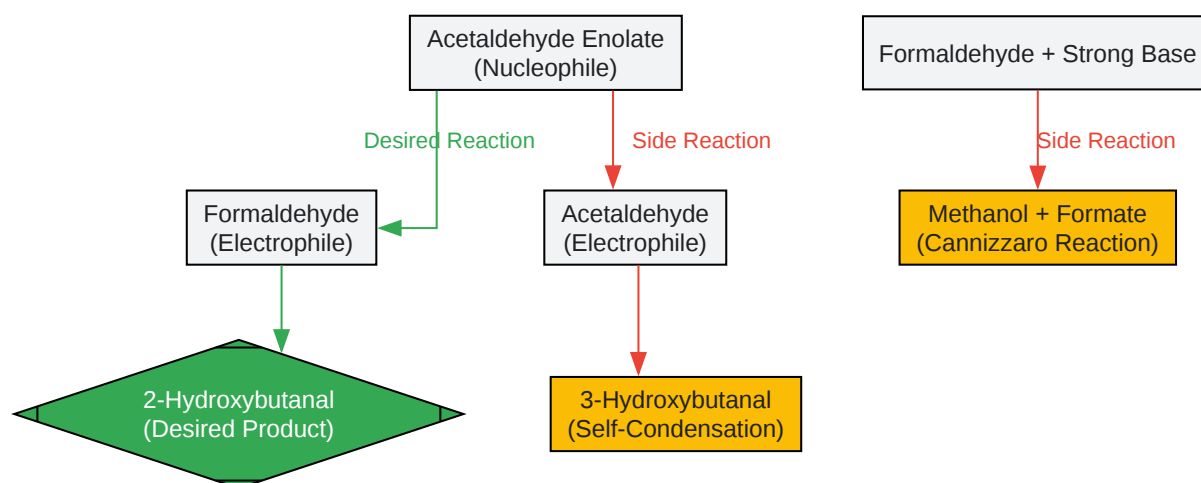 Acetaldehyde Enolate
(Nucleophile)
Formaldehyde + Strong Base
Desired Reaction
Side Reaction
Side Reaction
Formaldehyde
(Electrophile)
Acetaldehyde
(Electrophile)
Methanol + Formate
(Cannizzaro Reaction)
2-Hydroxybutanal
(Desired Product)
3-Hydroxybutanal
(Self-Condensation)